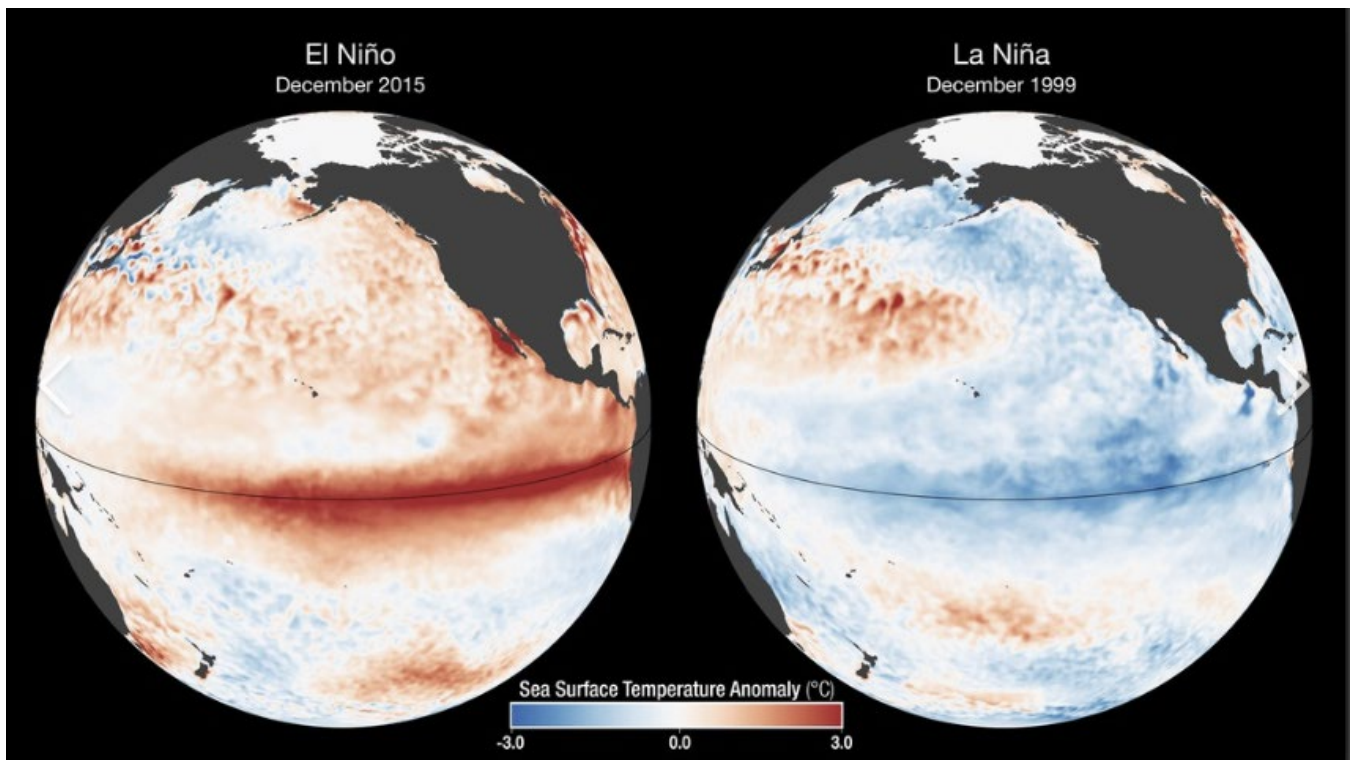 El Niño
December 2015
La Niña
December 1999
Sea Surface Temperature Anomaly (°C)
-3.0 0.0 3.0